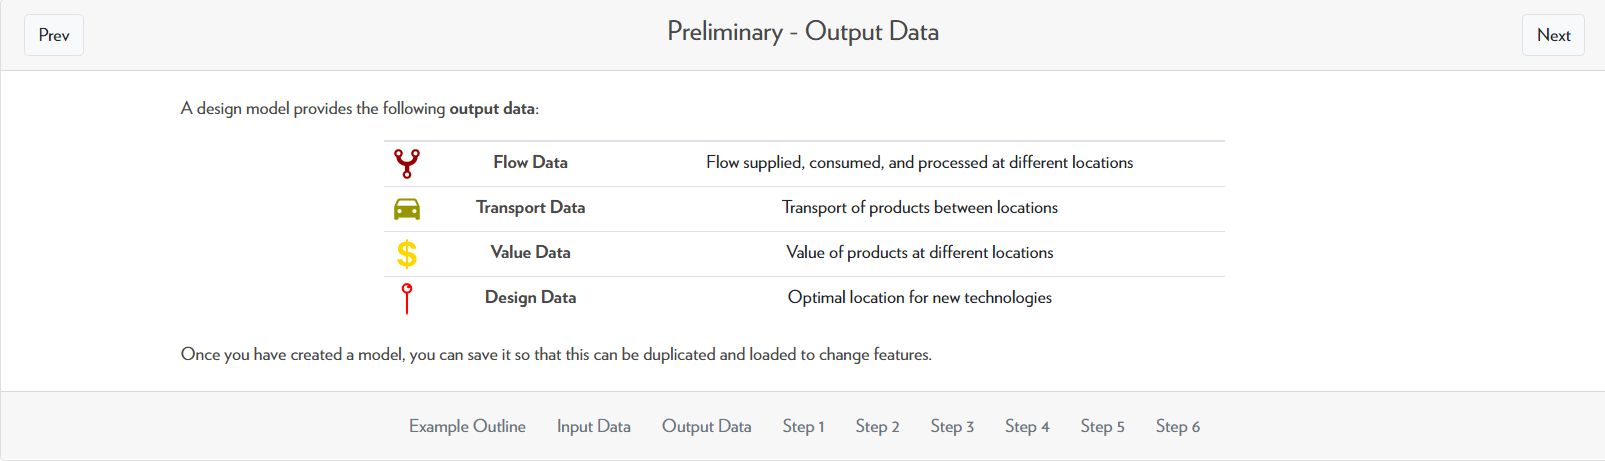 Prev
Preliminary - Output Data
Next
A design model provides the following output data:
Flow Data Flow supplied, consumed, and processed at different locations
Transport Data Transport of products between locations
$ Value Data Value of products at different locations
Design Data Optimal location for new technologies
Once you have created a model, you can save it so that this can be duplicated and loaded to change features.
Example Outline Input Data Output Data Step 1 Step 2 Step 3 Step 4 Step 5 Step 6